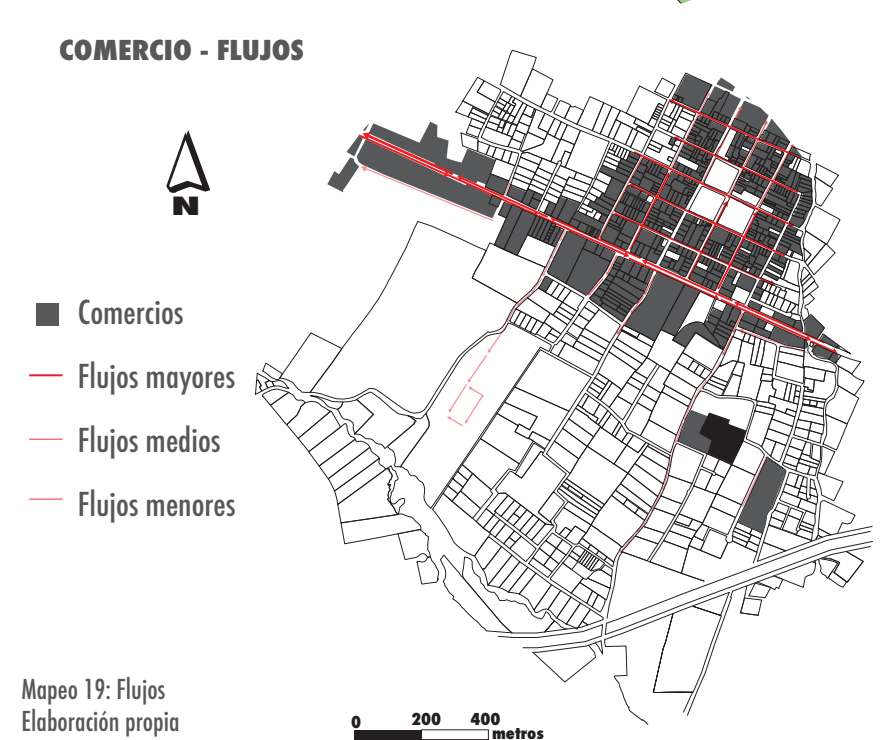 COMERCIO - FLUJOS
N
Comercios
Flujos mayores
Flujos medios
Flujos menores
Mapeo 19: Flujos
Elaboración propia
0 200 400
metros